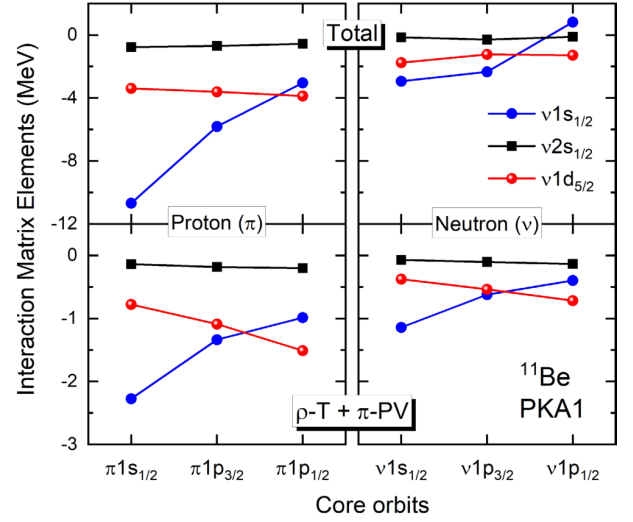 Interaction Matrix Elements (MeV)
0
-4
-8
-12
0
-1
-2
-3
Total
ν1s1/2
ν2s1/2
ν1d5/2
Proton (π)
Neutron (ν)
11Be
PKA1
ρ-T + π-PV
π1s1/2 π1p3/2 π1p1/2 ν1s1/2 ν1p3/2 ν1p1/2
Core orbits